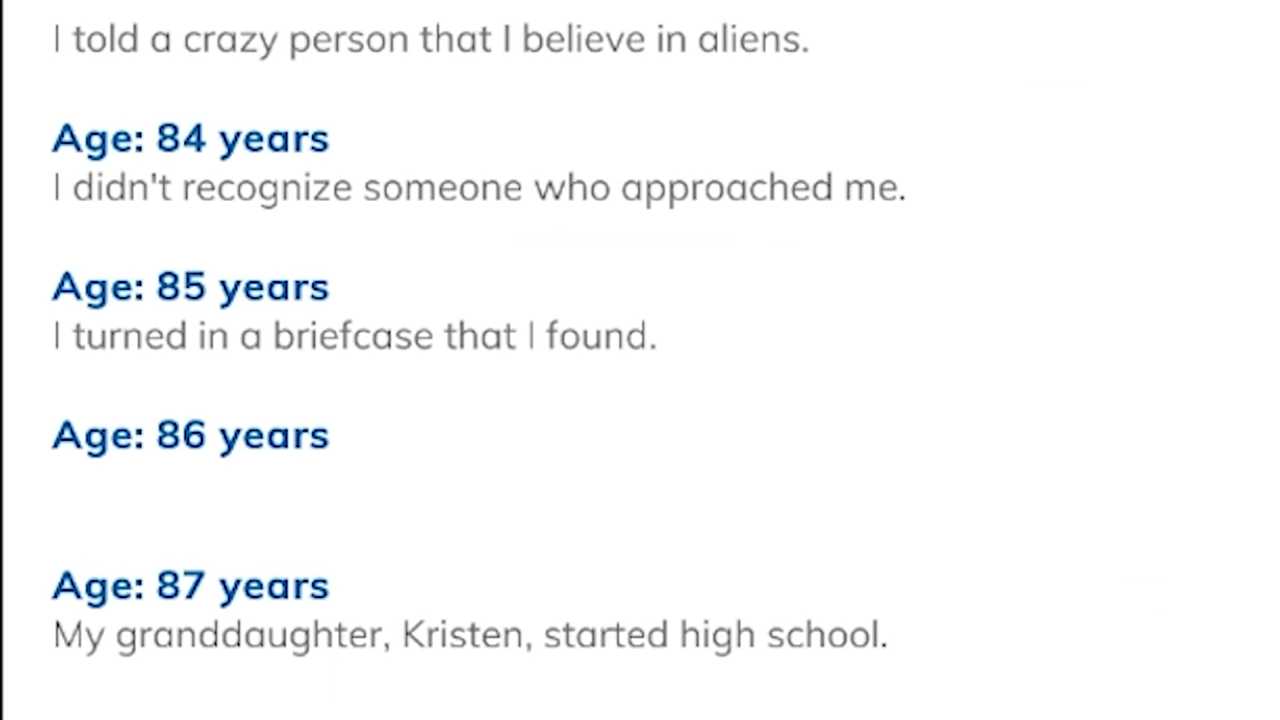 I told a crazy person that I believe in aliens.
Age: 84 years
I didn't recognize someone who approached me.
Age: 85 years
I turned in a briefcase that I found.
Age: 86 years
Age: 87 years
My granddaughter, Kristen, started high school.